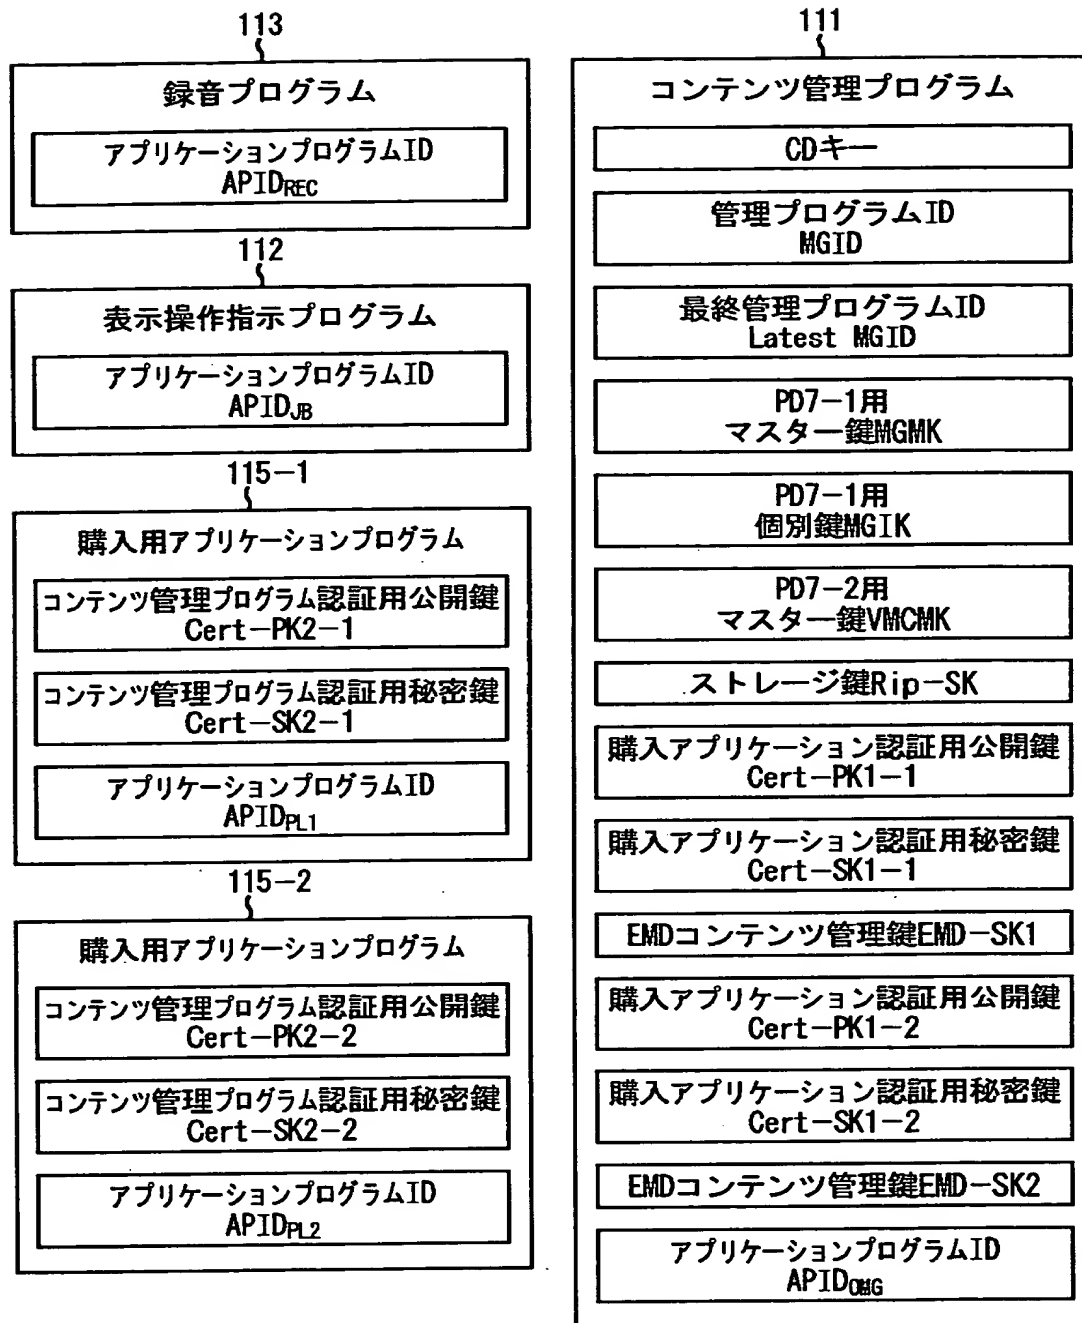 113
録音プログラム
アプリケーションプログラムID
APIDREC
112
表示操作指示プログラム
アプリケーションプログラムID
APIDJB
115−1
購入用アプリケーションプログラム
コンテンツ管理プログラム認証用公開鍵
Cert−PK2−1
コンテンツ管理プログラム認証用秘密鍵
Cert−SK2−1
アプリケーションプログラムID
APIDPL1
115−2
購入用アプリケーションプログラム
コンテンツ管理プログラム認証用公開鍵
Cert−PK2−2
コンテンツ管理プログラム認証用秘密鍵
Cert−SK2−2
アプリケーションプログラムID
APIDPL2
111
コンテンツ管理プログラム
CDキー
管理プログラムID
MGID
最終管理プログラムID
Latest MGID
PD7−1用
マスター鍵MGMK
PD7−1用
個別鍵MGIK
PD7−2用
マスター鍵VMCMK
ストレージ鍵Rip−SK
購入アプリケーション認証用公開鍵
Cert−PK1−1
購入アプリケーション認証用秘密鍵
Cert−SK1−1
EMDコンテンツ管理鍵EMD−SK1
購入アプリケーション認証用公開鍵
Cert−PK1−2
購入アプリケーション認証用秘密鍵
Cert−SK1−2
EMDコンテンツ管理鍵EMD−SK2
アプリケーションプログラムID
APIDOMG